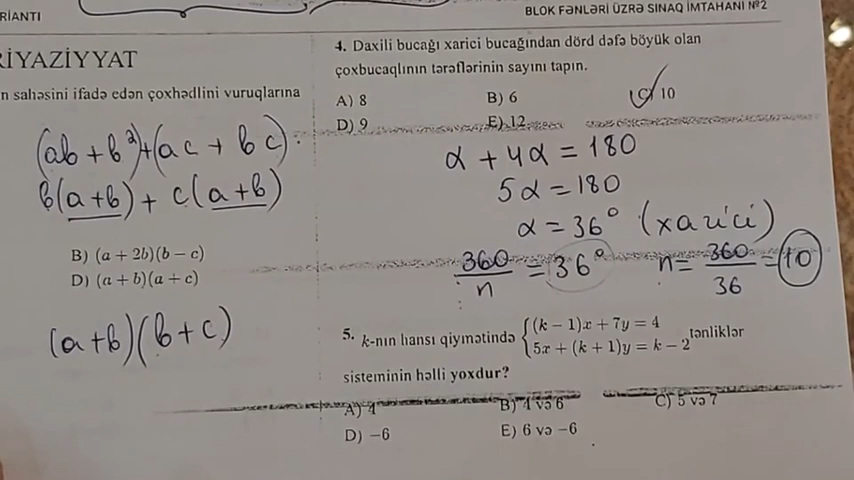 RİANTI
BLOK FƏNLƏRİ ÜZRƏ SINAQ İMTAHANI №2
RİYAZİYYAT
n sahəsini ifadə edən çoxhədlini vuruqlarına
(ab + b²)+(ac + bc)
b(a+b) + c(a+b)
B) (a + 2b)(b − c)
D) (a + b)(a + c)
(a+b)(b+c)
4. Daxili bucağı xarici bucağından dörd dəfə böyük olan
çoxbucaqlının tərəflərinin sayını tapın.
A) 8 B) 6 C) 10
D) 9 E) 12
α + 4α = 180
5α = 180
α = 36° (xarici)
360/n = 36° n = 360/36 = 10
5. k-nın hansı qiymətində {(k − 1)x + 7y = 4
5x + (k + 1)y = k − 2 tənliklər
sisteminin həlli yoxdur?
A) 4 B) 4 və 6 C) 5 və 7
D) −6 E) 6 və −6